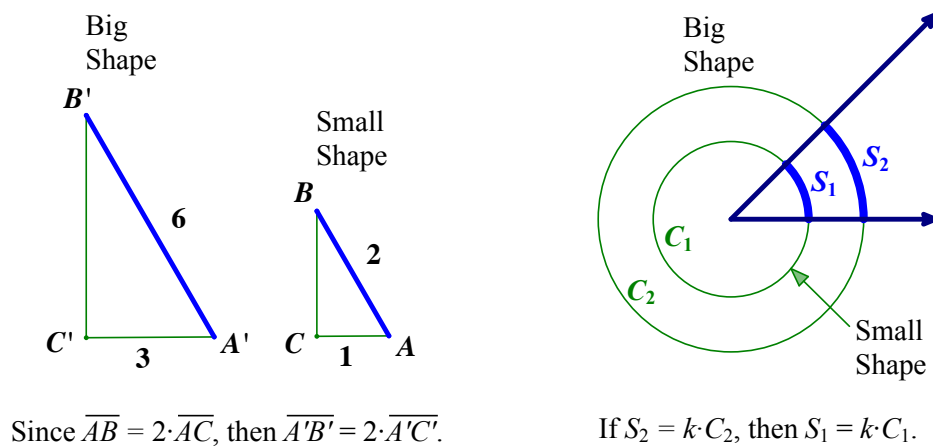 Big
Shape
B'
6
C'
3
A'
Small
Shape
B
2
C
1
A
Since AB = 2·AC, then A'B' = 2·A'C'.
Big
Shape
S₁
S₂
C₁
C₂
Small
Shape
If S₂ = k·C₂, then S₁ = k·C₁.